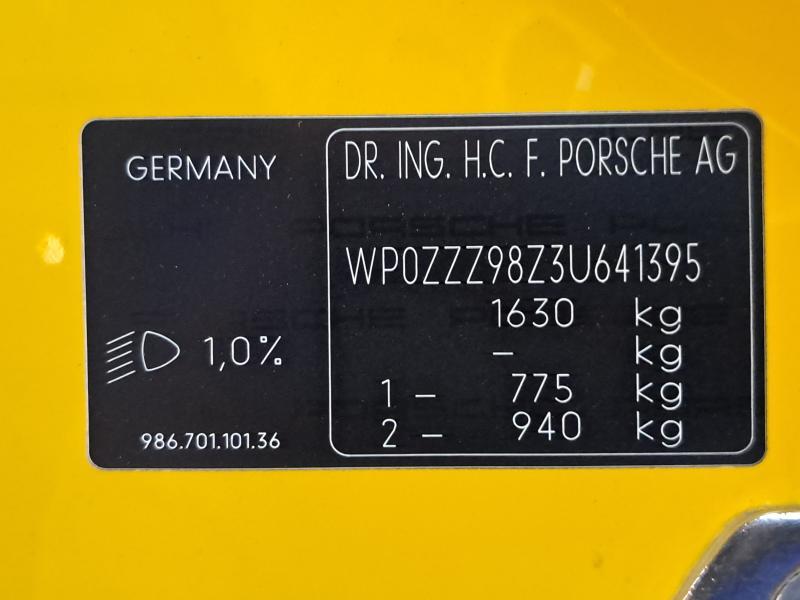 GERMANY
1,0%
986.701.101.36
DR. ING. H.C. F. PORSCHE AG
WP0ZZZ98Z3U641395
1630 kg
– kg
1 – 775 kg
2 – 940 kg